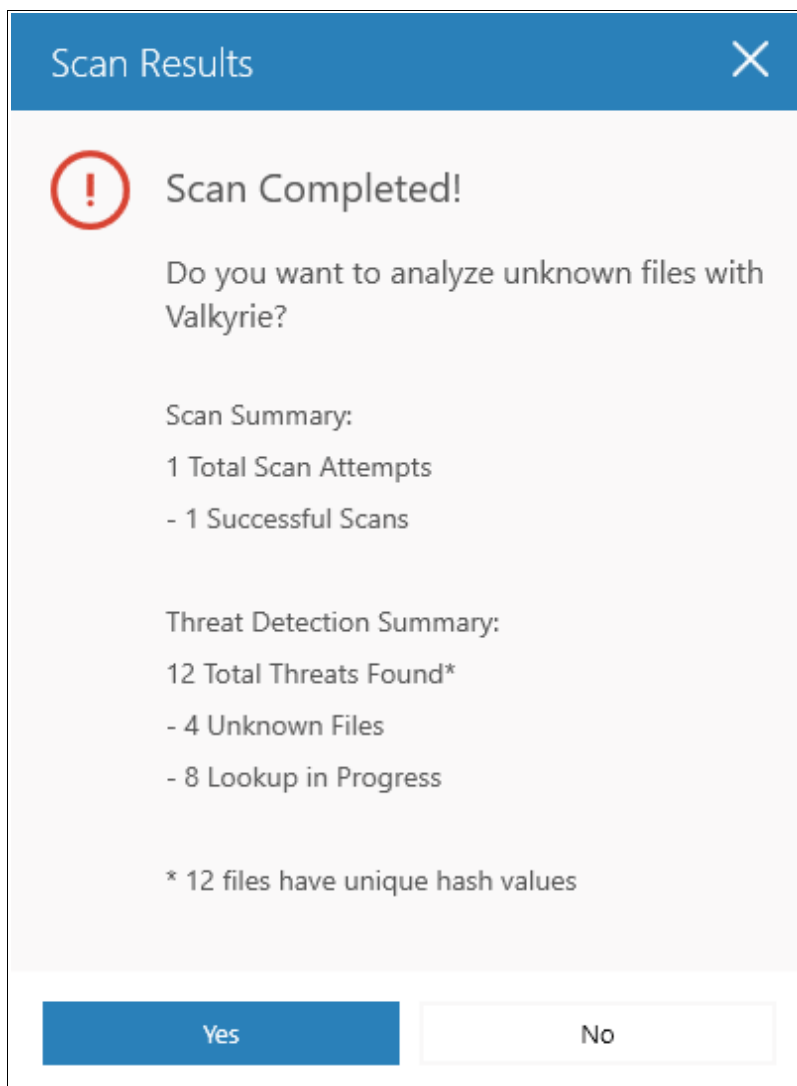 Scan Results
Scan Completed!
Do you want to analyze unknown files with
Valkyrie?
Scan Summary:
1 Total Scan Attempts
- 1 Successful Scans
Threat Detection Summary:
12 Total Threats Found*
- 4 Unknown Files
- 8 Lookup in Progress
* 12 files have unique hash values
Yes
No